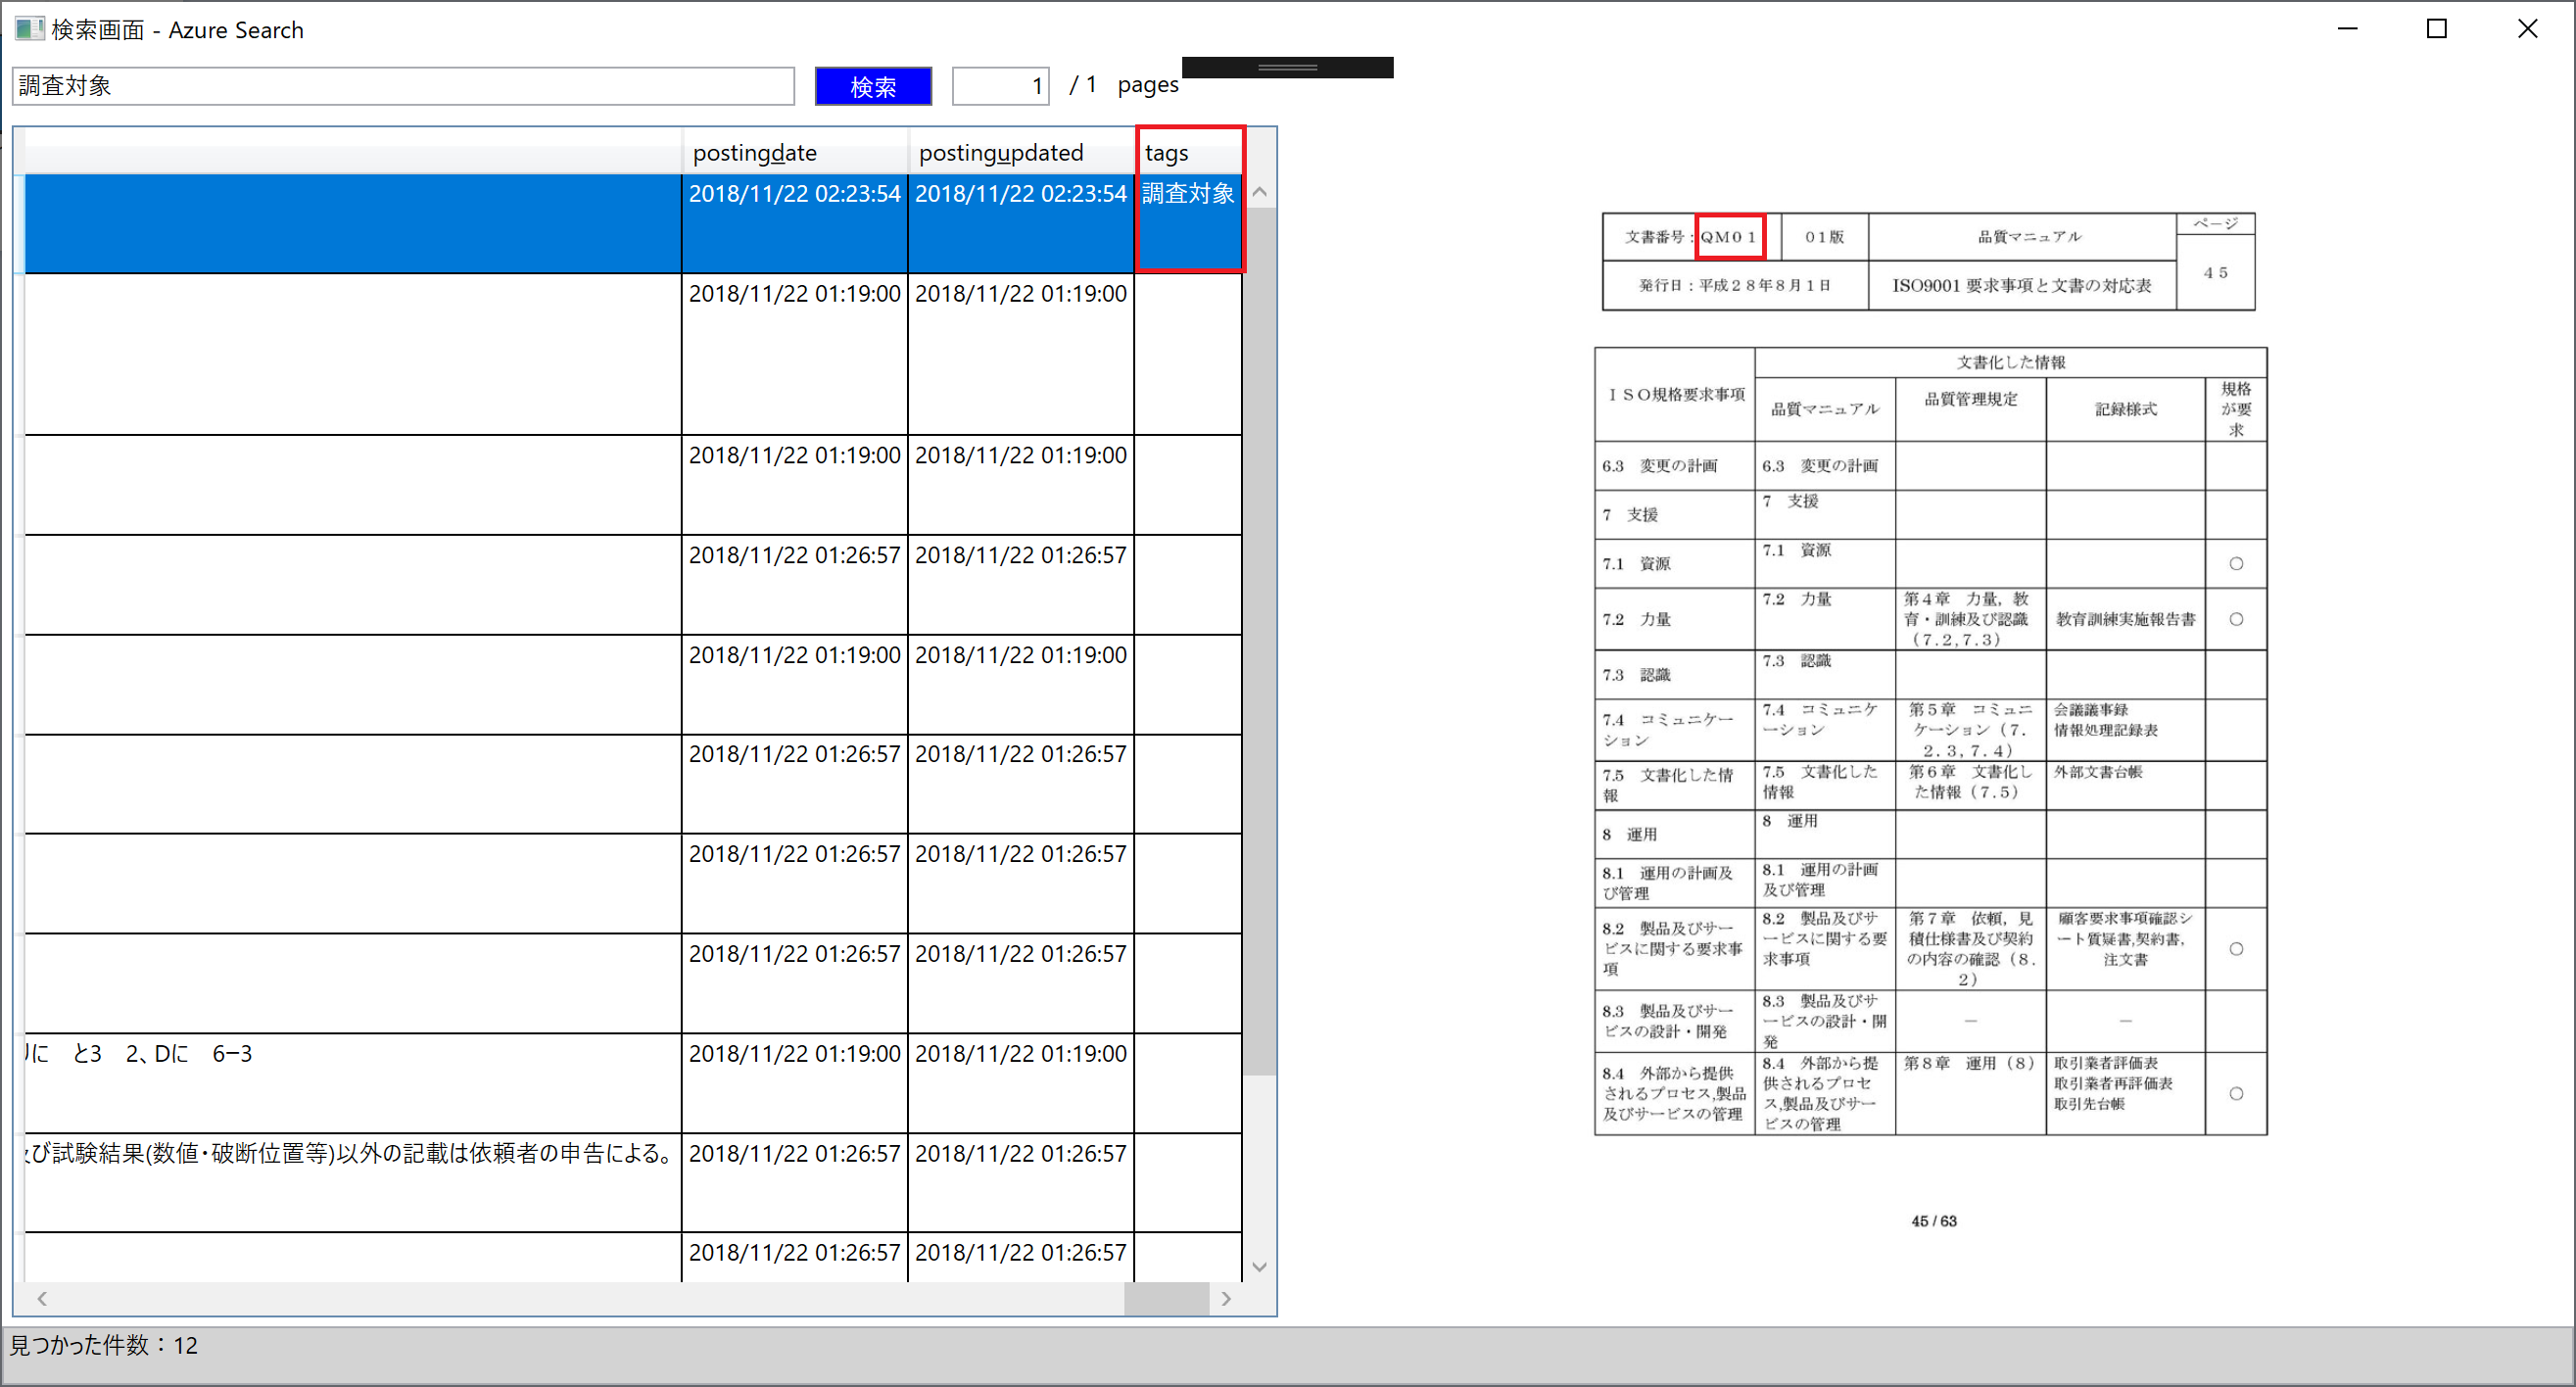 検索画面 - Azure Search
調査対象
検索
1 / 1 pages
postingdate postingupdated tags
2018/11/22 02:23:54 2018/11/22 02:23:54 調査対象
2018/11/22 01:19:00 2018/11/22 01:19:00
2018/11/22 01:19:00 2018/11/22 01:19:00
2018/11/22 01:26:57 2018/11/22 01:26:57
2018/11/22 01:19:00 2018/11/22 01:19:00
2018/11/22 01:26:57 2018/11/22 01:26:57
2018/11/22 01:26:57 2018/11/22 01:26:57
2018/11/22 01:26:57 2018/11/22 01:26:57
に と3 2、Dに 6−3 2018/11/22 01:19:00 2018/11/22 01:19:00
び試験結果(数値・破断位置等)以外の記載は依頼者の申告による。 2018/11/22 01:26:57 2018/11/22 01:26:57
2018/11/22 01:26:57 2018/11/22 01:26:57
見つかった件数：12
文書番号：QM01 01版 品質マニュアル ページ
発行日：平成28年8月1日 ISO9001 要求事項と文書の対応表 45
ISO規格要求事項
文書化した情報
品質マニュアル
品質管理規定
記録様式
規格
が要
求
6.3 変更の計画
6.3 変更の計画
7 支援
7 支援
7.1 資源
7.1 資源
○
7.2 力量
7.2 力量
第4章 力量，教
育・訓練及び認識
（7.2,7.3）
教育訓練実施報告書
○
7.3 認識
7.3 認識
7.4 コミュニケー
ション
7.4 コミュニケ
ーション
第5章 コミュニ
ケーション（7.
2.3,7.4）
会議議事録
情報処理記録表
7.5 文書化した情
報
7.5 文書化した
情報
第6章 文書化し
た情報（7.5）
外部文書台帳
8 運用
8 運用
8.1 運用の計画及
び管理
8.1 運用の計画
及び管理
8.2 製品及びサー
ビスに関する要求事
項
8.2 製品及びサ
ービスに関する要
求事項
第7章 依頼，見
積仕様書及び契約
の内容の確認（8.
2）
顧客要求事項確認シ
ート質疑書,契約書,
注文書
○
8.3 製品及びサー
ビスの設計・開発
8.3 製品及びサ
ービスの設計・開
発
－
－
8.4 外部から提供
されるプロセス,製品
及びサービスの管理
8.4 外部から提
供されるプロセ
ス,製品及びサー
ビスの管理
第8章 運用（8）
取引業者評価表
取引業者再評価表
取引先台帳
○
45 / 63